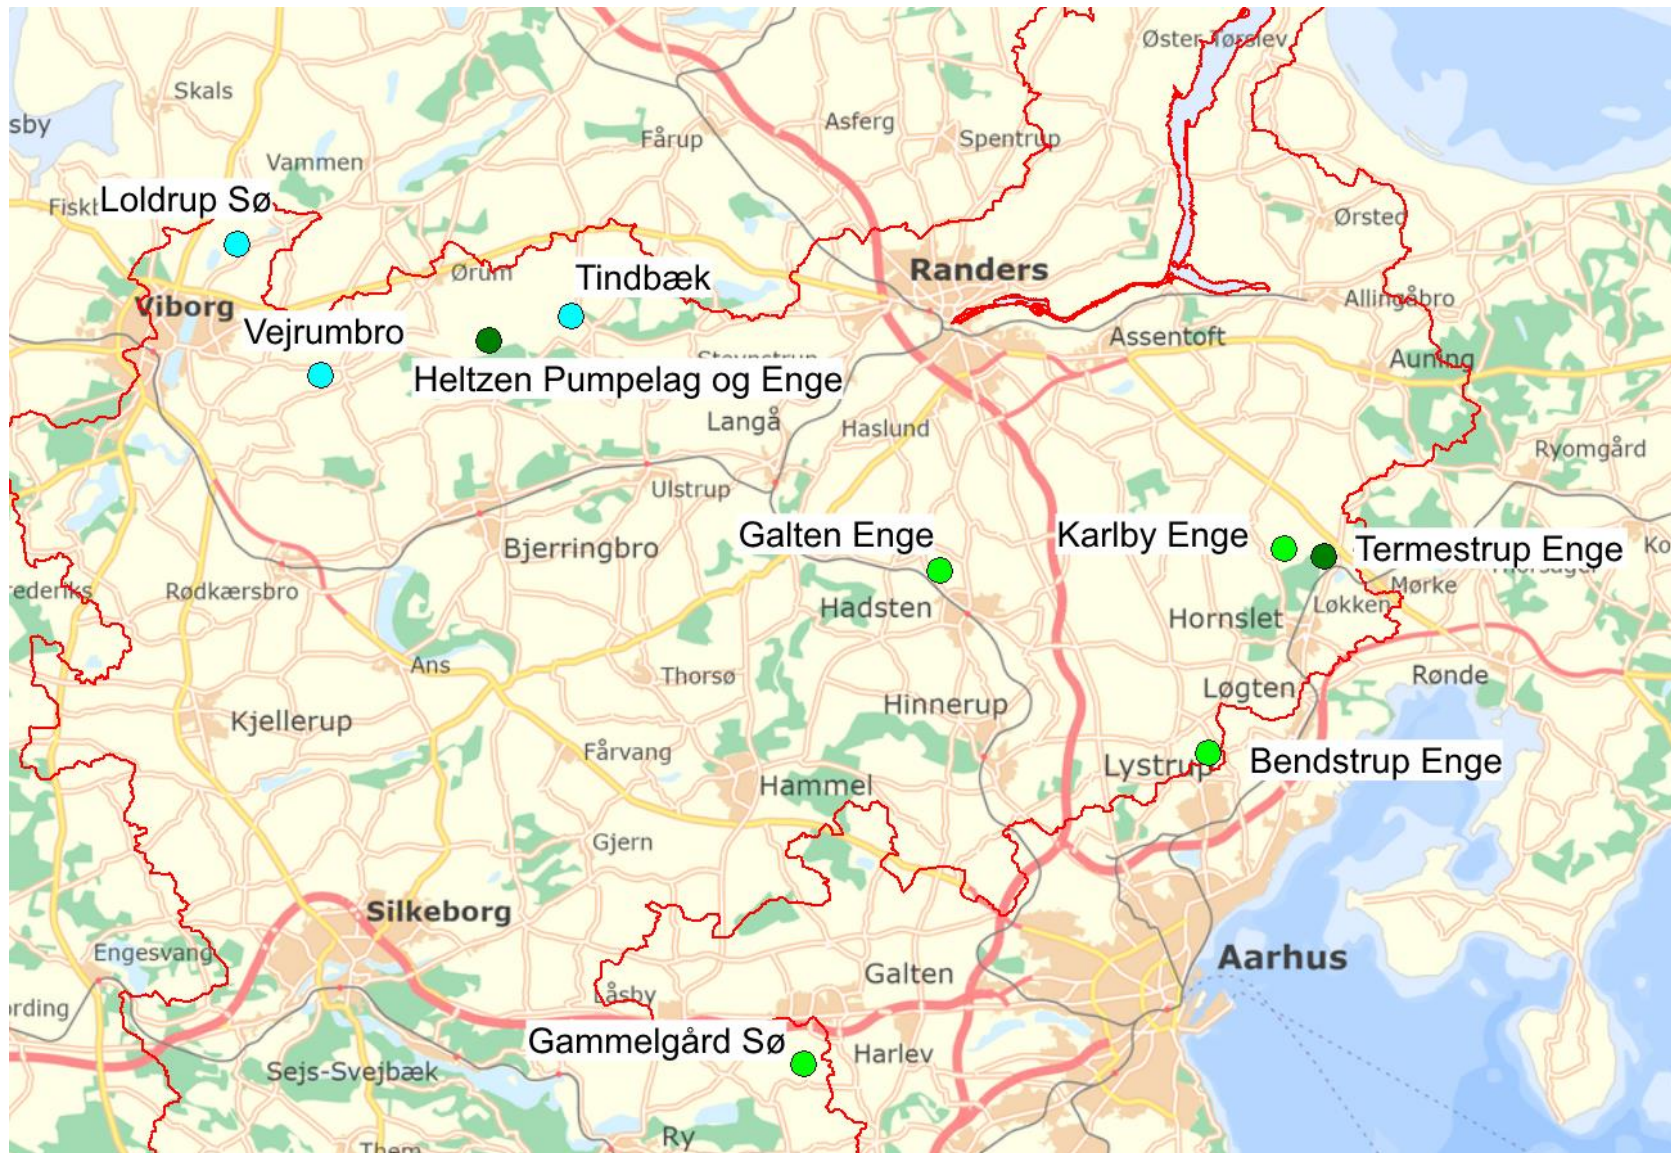 Øster Tørslev
Skals
sby
Asferg
Fårup
Spentrup
Vammen
Loldrup Sø
Ørsted
Ørum
Tindbæk
Randers
Allingåbro
Viborg
Vejrumbro
Assentoft
Auning
Heltzen Pumpelag og Enge
Langå
Haslund
Ryomgård
Ulstrup
Galten Enge
Karlby Enge
Bjerringbro
Termestrup Enge
Ko
Rødkærsbro
Mørke
Hadsten
Løkken
Hornslet
Ans
Thorsø
Rønde
Løgten
Hinnerup
Kjellerup
Fårvang
Lystrup
Bendstrup Enge
Hammel
Gjern
Silkeborg
Engesvang
Aarhus
Galten
Låsby
ording
Gammelgård Sø
Harlev
Sejs-Svejbæk
Ry
Them